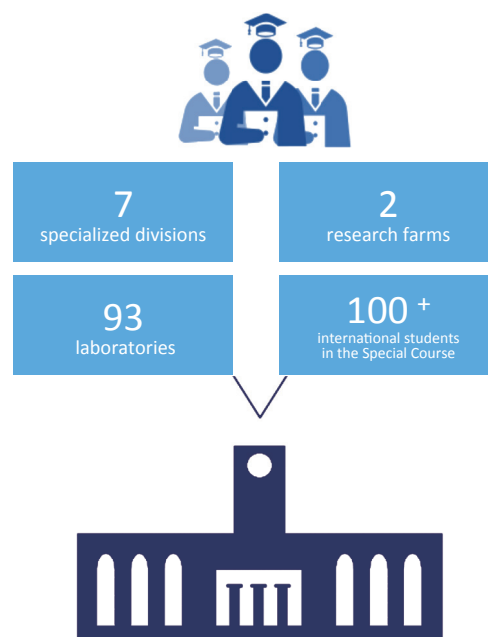 7
specialized divisions
2
research farms
93
laboratories
100 +
international students
in the Special Course